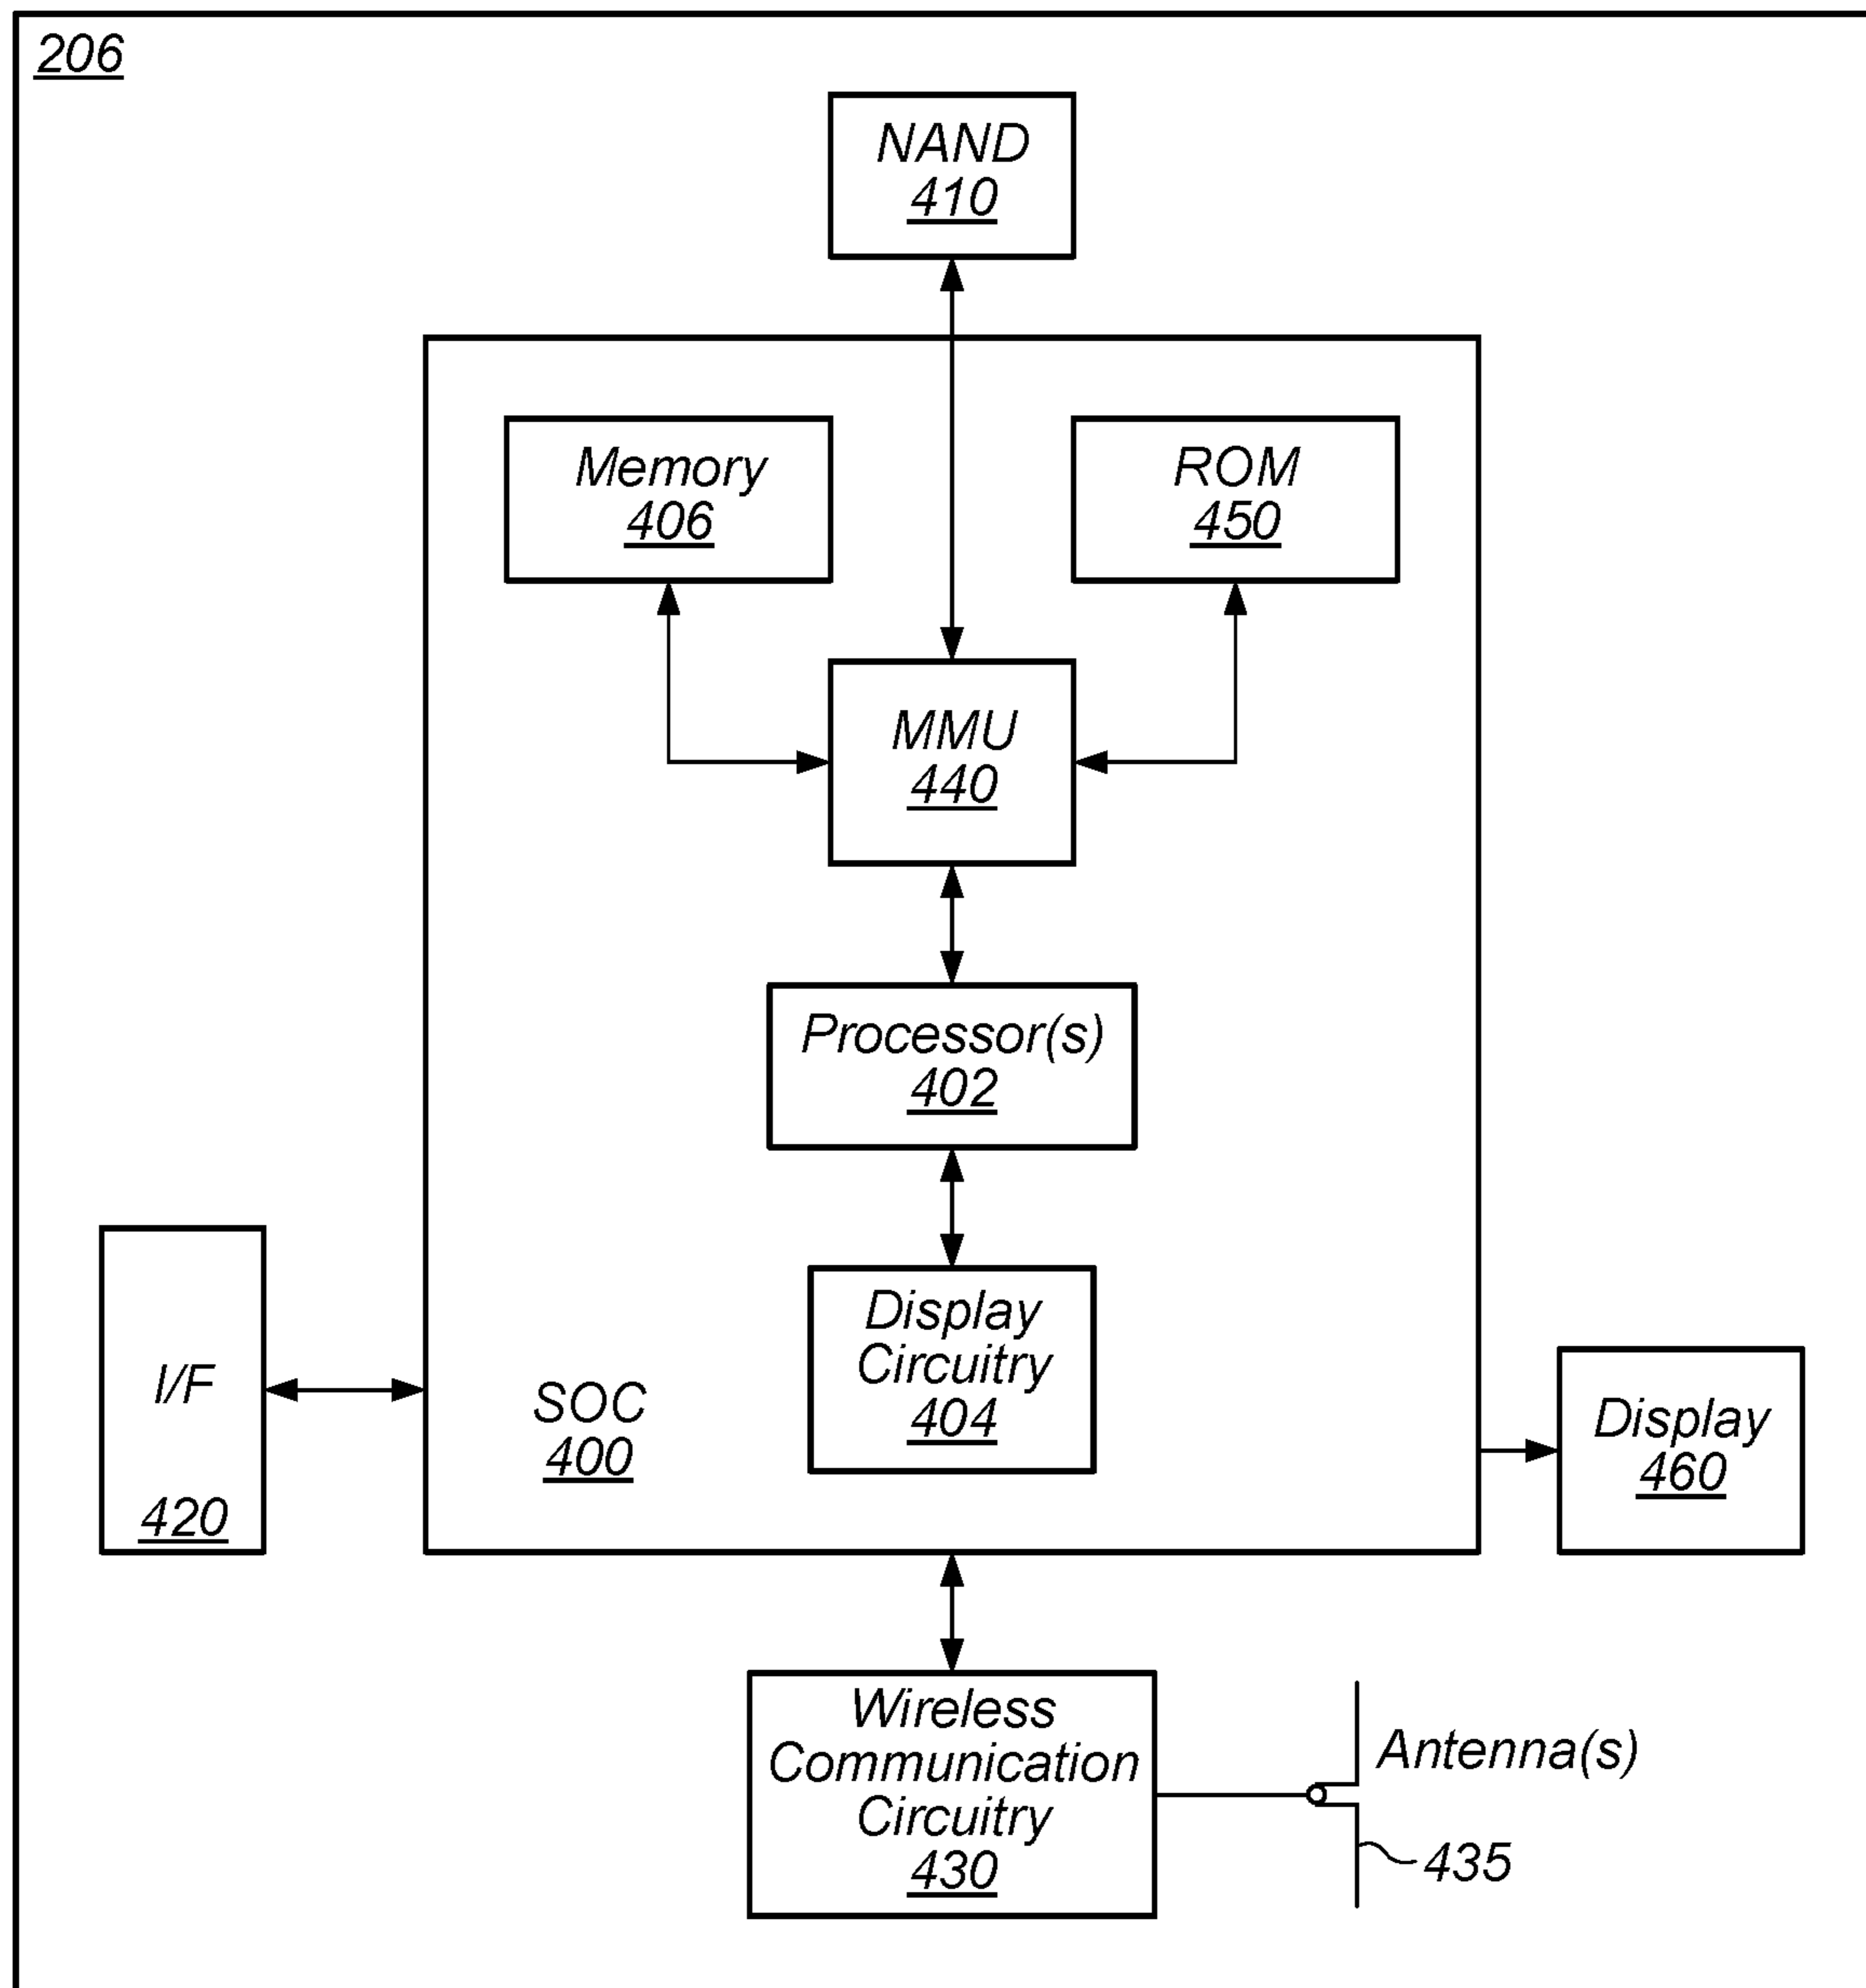 206
NAND
410
Memory
406
ROM
450
MMU
440
Processor(s)
402
Display
Circuitry
404
SOC
400
I/F
420
Display
460
Wireless
Communication
Circuitry
430
Antenna(s)
435